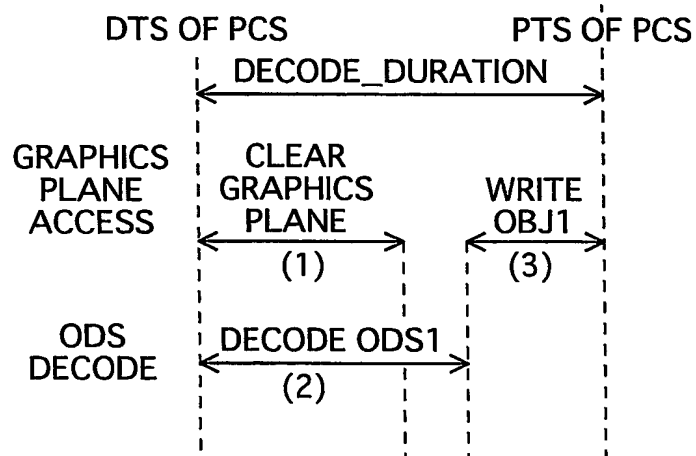 DTS OF PCS
PTS OF PCS
DECODE_DURATION
GRAPHICS
PLANE
ACCESS
CLEAR
GRAPHICS
PLANE
(1)
WRITE
OBJ1
(3)
ODS
DECODE
DECODE ODS1
(2)